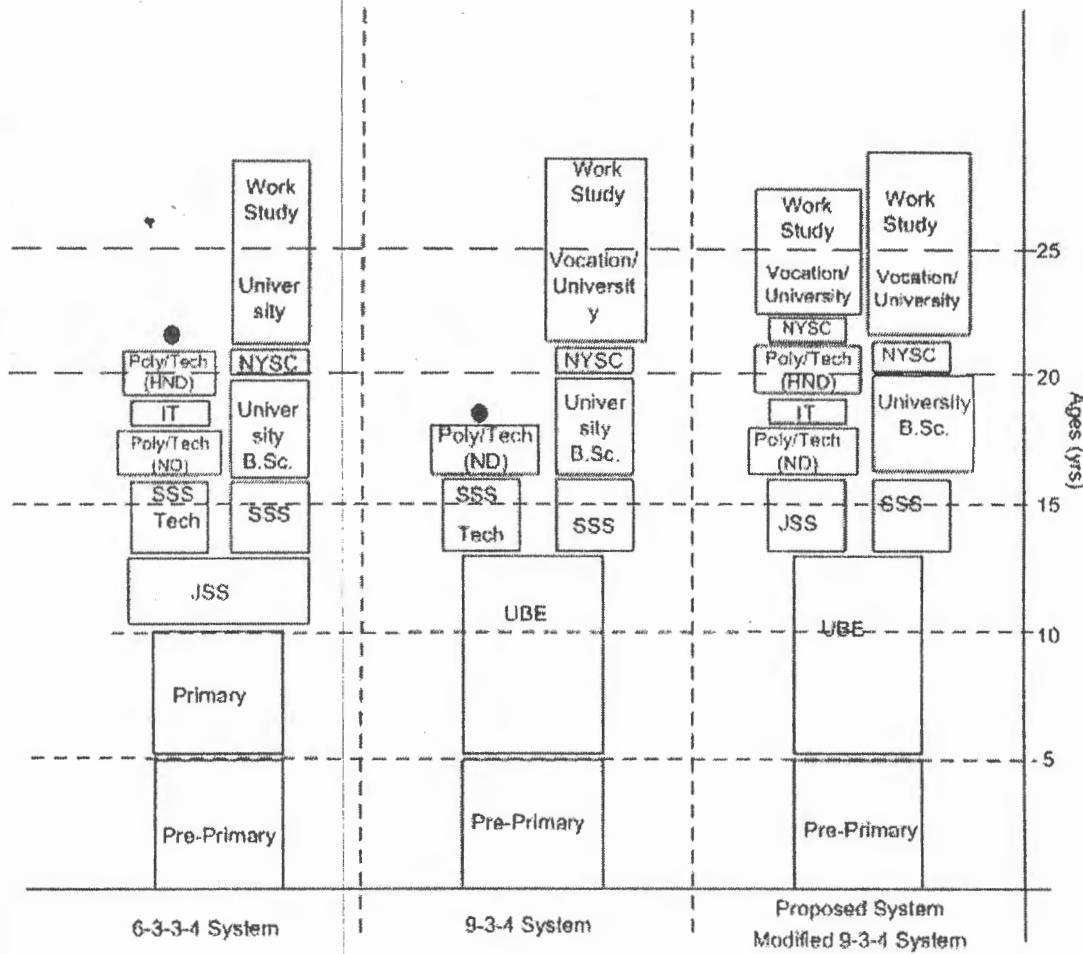 Work
Study
Univer
sity
Poly/Tech
(HND)
NYSC
IT
Poly/Tech
(ND)
Univer
sity
B.Sc.
SSS
Tech
SSS
JSS
Primary
Pre-Primary
6-3-3-4 System
Work
Study
Vocation/
Universit
y
NYSC
Poly/Tech
(ND)
Univer
sity
B.Sc.
SSS
Tech
SSS
UBE
Pre-Primary
9-3-4 System
Work
Study
Vocation/
University
NYSC
Poly/Tech
(HND)
IT
Poly/Tech
(ND)
JSS
Work
Study
Vocation/
University
NYSC
University
B.Sc.
SSS
UBE
Pre-Primary
Proposed System
Modified 9-3-4 System
25
20
15
10
5
Ages (yrs)